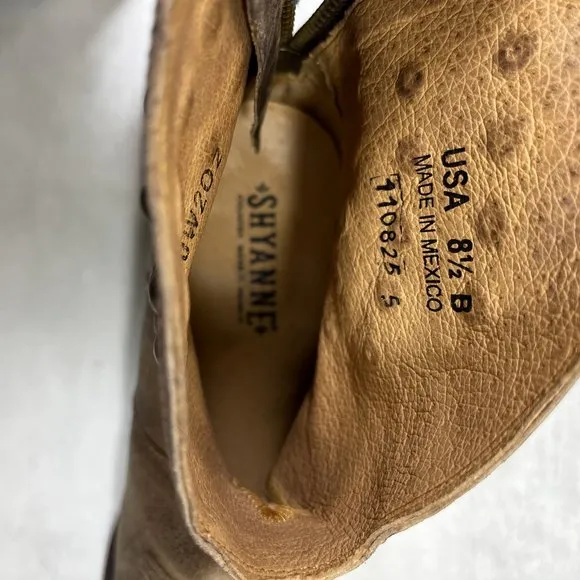 SHYANNE
USA 8½ B
MADE IN MEXICO
110825 5